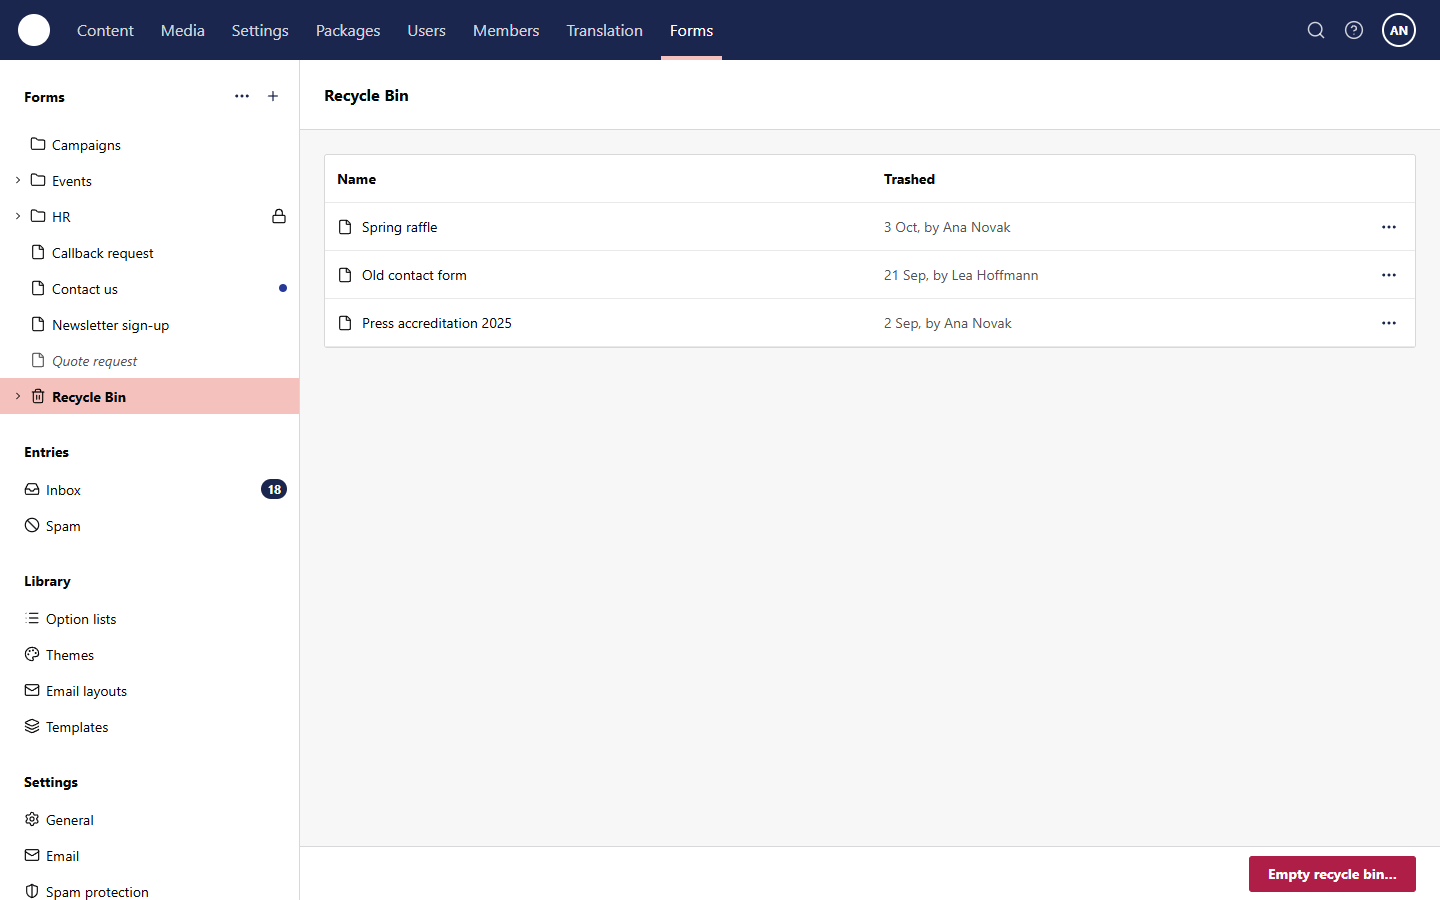 Content Media Settings Packages Users Members Translation Forms AN
Forms
Campaigns
Events
HR
Callback request
Contact us
Newsletter sign-up
Quote request
Recycle Bin
Entries
Inbox 18
Spam
Library
Option lists
Themes
Email layouts
Templates
Settings
General
Email
Spam protection
Recycle Bin
Name Trashed
Spring raffle 3 Oct, by Ana Novak
Old contact form 21 Sep, by Lea Hoffmann
Press accreditation 2025 2 Sep, by Ana Novak
Empty recycle bin...